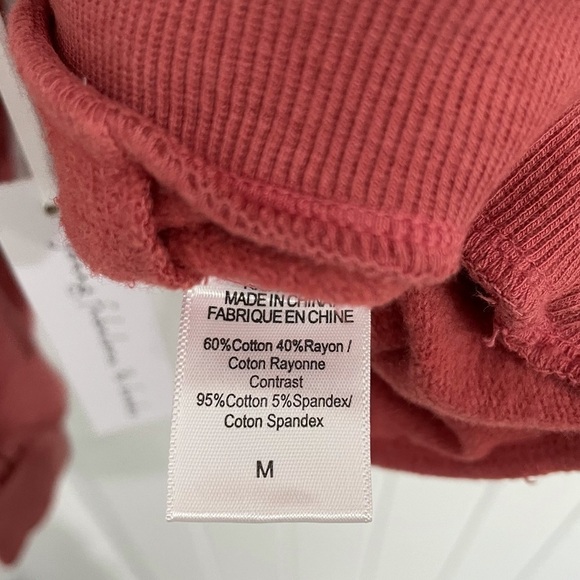 MADE IN CHINA
FABRIQUE EN CHINE
60%Cotton 40%Rayon /
Coton Rayonne
Contrast
95%Cotton 5%Spandex/
Coton Spandex
M